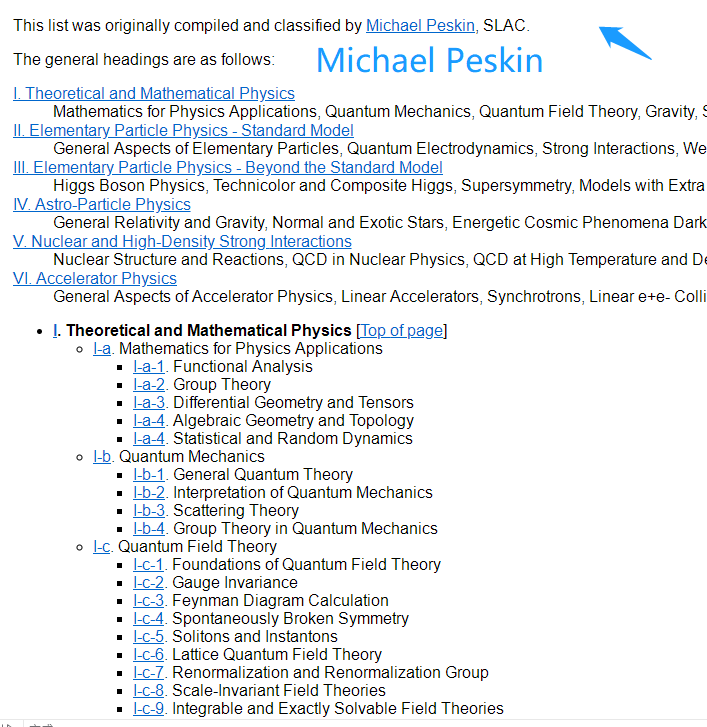 This list was originally compiled and classified by Michael Peskin, SLAC.
The general headings are as follows:
Michael Peskin
I. Theoretical and Mathematical Physics
Mathematics for Physics Applications, Quantum Mechanics, Quantum Field Theory, Gravity,
II. Elementary Particle Physics - Standard Model
General Aspects of Elementary Particles, Quantum Electrodynamics, Strong Interactions, We
III. Elementary Particle Physics - Beyond the Standard Model
Higgs Boson Physics, Technicolor and Composite Higgs, Supersymmetry, Models with Extra
IV. Astro-Particle Physics
General Relativity and Gravity, Normal and Exotic Stars, Energetic Cosmic Phenomena Dark
V. Nuclear and High-Density Strong Interactions
Nuclear Structure and Reactions, QCD in Nuclear Physics, QCD at High Temperature and De
VI. Accelerator Physics
General Aspects of Accelerator Physics, Linear Accelerators, Synchrotrons, Linear e+e- Colli
I. Theoretical and Mathematical Physics [Top of page]
I-a. Mathematics for Physics Applications
I-a-1. Functional Analysis
I-a-2. Group Theory
I-a-3. Differential Geometry and Tensors
I-a-4. Algebraic Geometry and Topology
I-a-4. Statistical and Random Dynamics
I-b. Quantum Mechanics
I-b-1. General Quantum Theory
I-b-2. Interpretation of Quantum Mechanics
I-b-3. Scattering Theory
I-b-4. Group Theory in Quantum Mechanics
I-c. Quantum Field Theory
I-c-1. Foundations of Quantum Field Theory
I-c-2. Gauge Invariance
I-c-3. Feynman Diagram Calculation
I-c-4. Spontaneously Broken Symmetry
I-c-5. Solitons and Instantons
I-c-6. Lattice Quantum Field Theory
I-c-7. Renormalization and Renormalization Group
I-c-8. Scale-Invariant Field Theories
I-c-9. Integrable and Exactly Solvable Field Theories